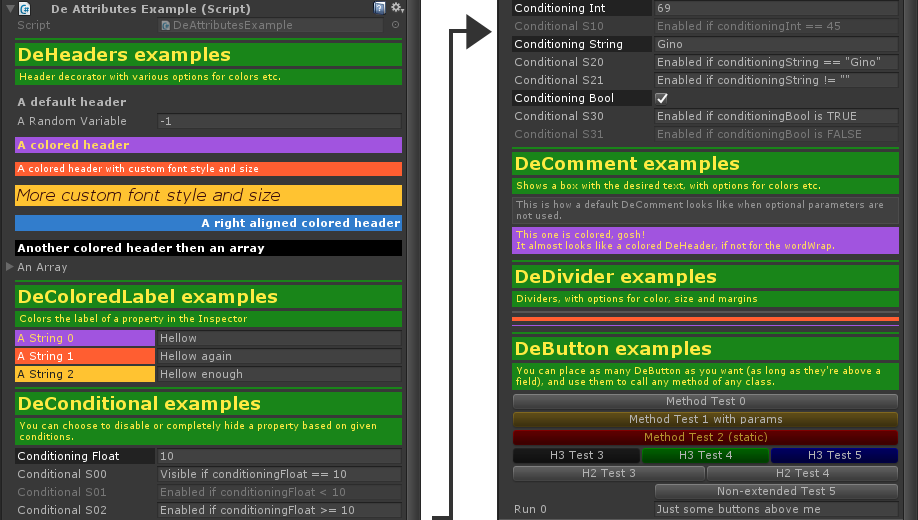 De Attributes Example (Script)
Script DeAttributesExample
DeHeaders examples
Header decorator with various options for colors etc.
A default header
A Random Variable -1
A colored header
A colored header with custom font style and size
More custom font style and size
A right aligned colored header
Another colored header then an array
An Array
DeColoredLabel examples
Colors the label of a property in the Inspector
A String 0 Hellow
A String 1 Hellow again
A String 2 Hellow enough
DeConditional examples
You can choose to disable or completely hide a property based on given
conditions.
Conditioning Float 10
Conditional S00 Visible if conditioningFloat == 10
Conditional S01 Enabled if conditioningFloat < 10
Conditional S02 Enabled if conditioningFloat >= 10
Conditioning Int 69
Conditional S10 Enabled if conditioningInt == 45
Conditioning String Gino
Conditional S20 Enabled if conditioningString == "Gino"
Conditional S21 Enabled if conditioningString != ""
Conditioning Bool
Conditional S30 Enabled if conditioningBool is TRUE
Conditional S31 Enabled if conditioningBool is FALSE
DeComment examples
Shows a box with the desired text, with options for colors etc.
This is how a default DeComment looks like when optional parameters are
not used.
This one is colored, gosh!
It almost looks like a colored DeHeader, if not for the wordWrap.
DeDivider examples
Dividers, with options for color, size and margins
DeButton examples
You can place as many DeButton as you want (as long as they're above a
field), and use them to call any method of any class.
Method Test 0
Method Test 1 with params
Method Test 2 (static)
H3 Test 3 H3 Test 4 H3 Test 5
H2 Test 3 H2 Test 4
Non-extended Test 5
Run 0 Just some buttons above me